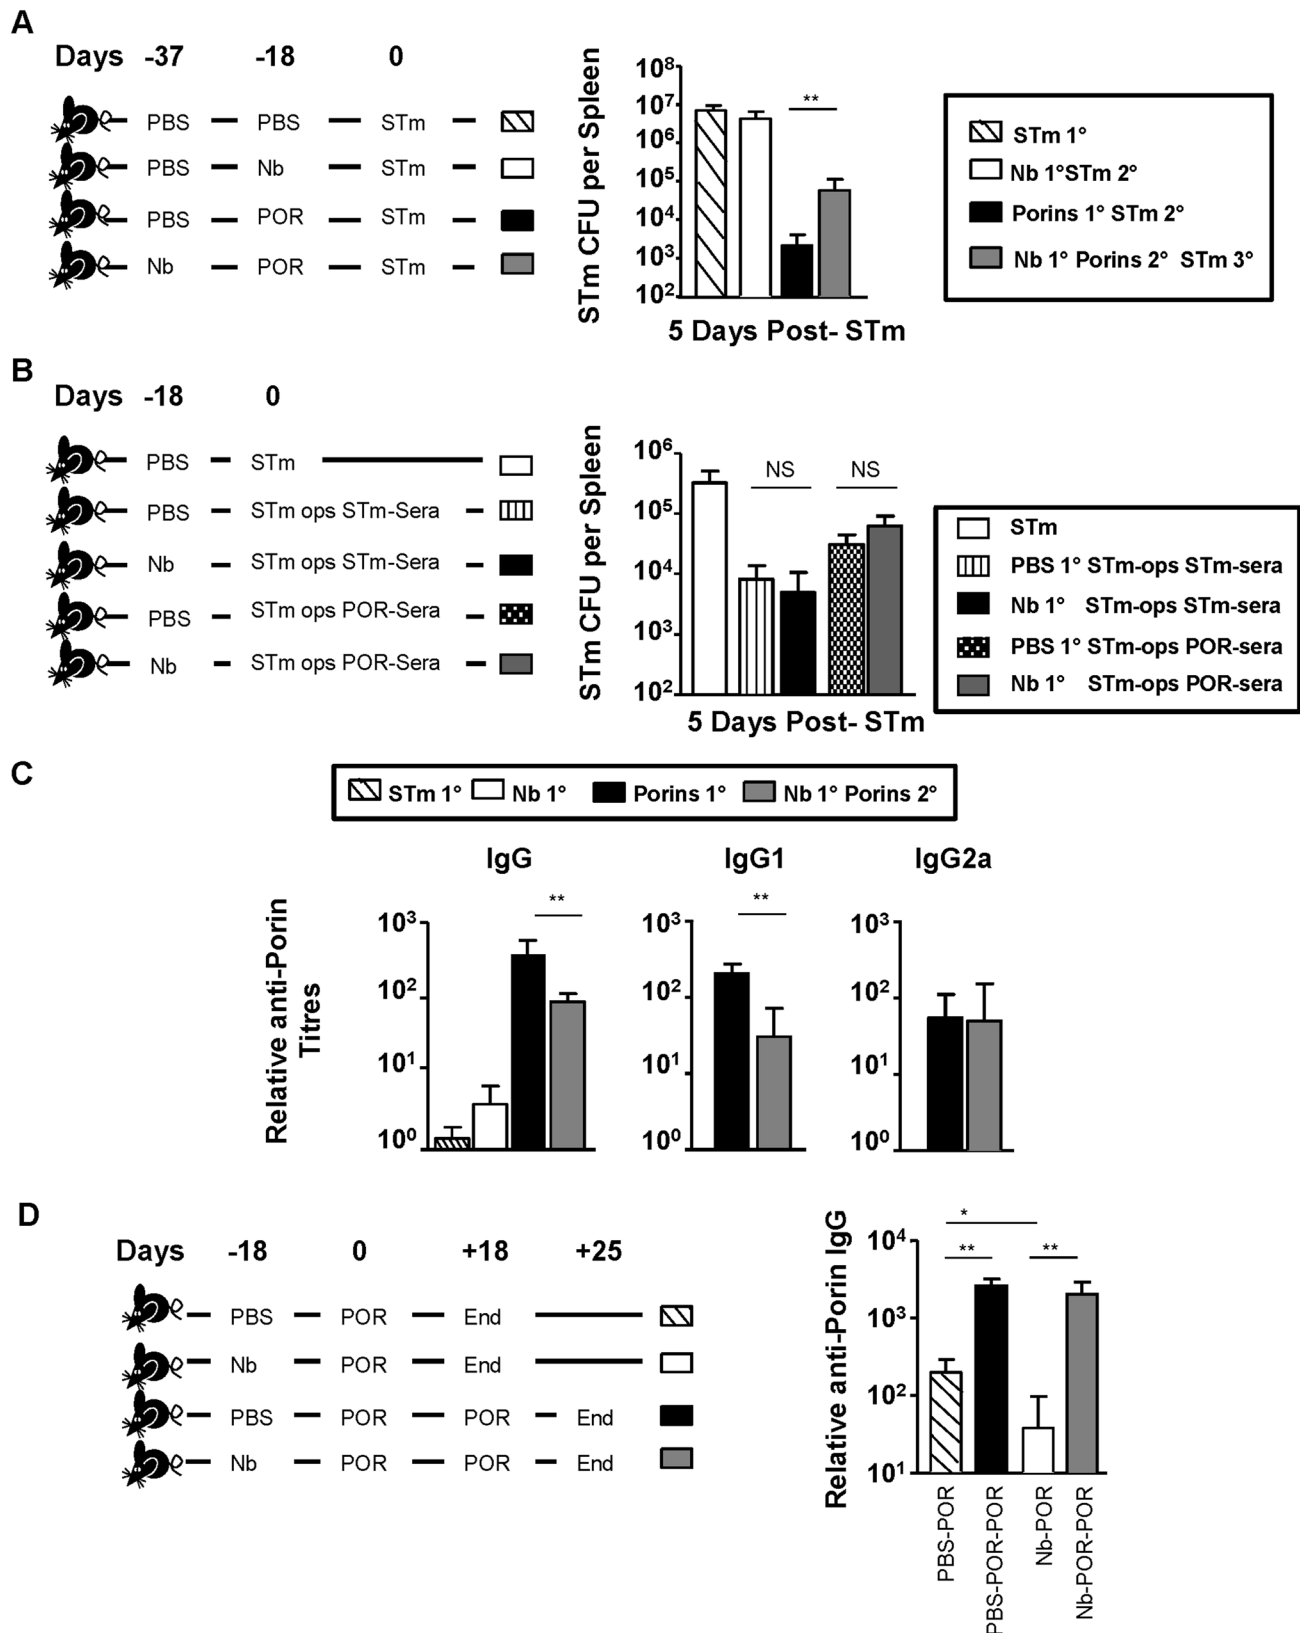 A
Days -37 -18 0
PBS PBS STm
PBS Nb STm
PBS POR STm
Nb POR STm
STm CFU per Spleen
10⁸
10⁷
10⁶
10⁵
10⁴
10³
10²
**
5 Days Post- STm
STm 1°
Nb 1°STm 2°
Porins 1° STm 2°
Nb 1° Porins 2° STm 3°
B
Days -18 0
PBS STm
PBS STm ops STm-Sera
Nb STm ops STm-Sera
PBS STm ops POR-Sera
Nb STm ops POR-Sera
STm CFU per Spleen
10⁶
10⁵
10⁴
10³
10²
NS NS
5 Days Post- STm
STm
PBS 1° STm-ops STm-sera
Nb 1° STm-ops STm-sera
PBS 1° STm-ops POR-sera
Nb 1° STm-ops POR-sera
C
STm 1° Nb 1° Porins 1° Nb 1° Porins 2°
IgG IgG1 IgG2a
Relative anti-Porin
Titres
10³
10²
10¹
10⁰
**
10³
10²
10¹
10⁰
**
10³
10²
10¹
10⁰
D
Days -18 0 +18 +25
PBS POR End
Nb POR End
PBS POR POR End
Nb POR POR End
Relative anti-Porin IgG
10⁴
10³
10²
10¹
*
** **
PBS-POR
PBS-POR-POR
Nb-POR
Nb-POR-POR